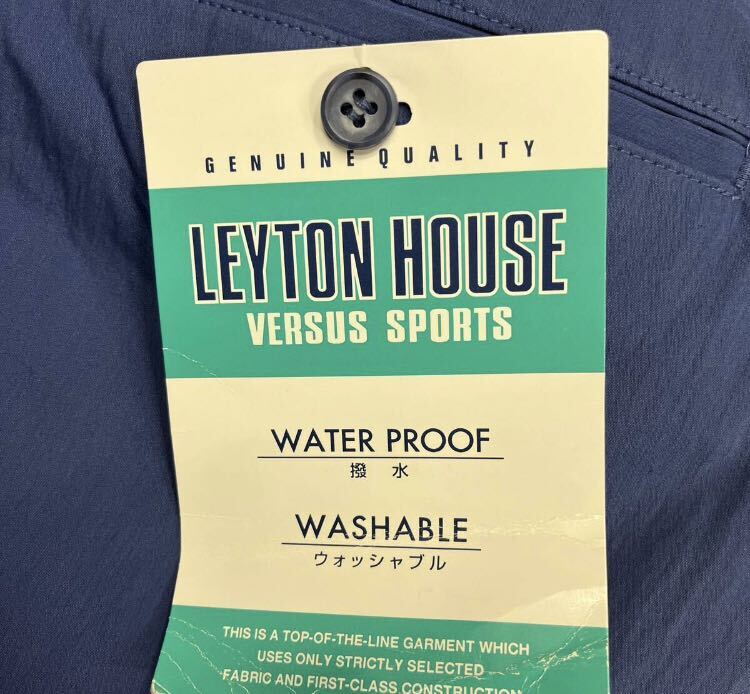 GENUINE QUALITY
LEYTON HOUSE
VERSUS SPORTS
WATER PROOF
撥 水
WASHABLE
ウォッシャブル
THIS IS A TOP-OF-THE-LINE GARMENT WHICH
USES ONLY STRICTLY SELECTED
FABRIC AND FIRST-CLASS CONSTRUCTION